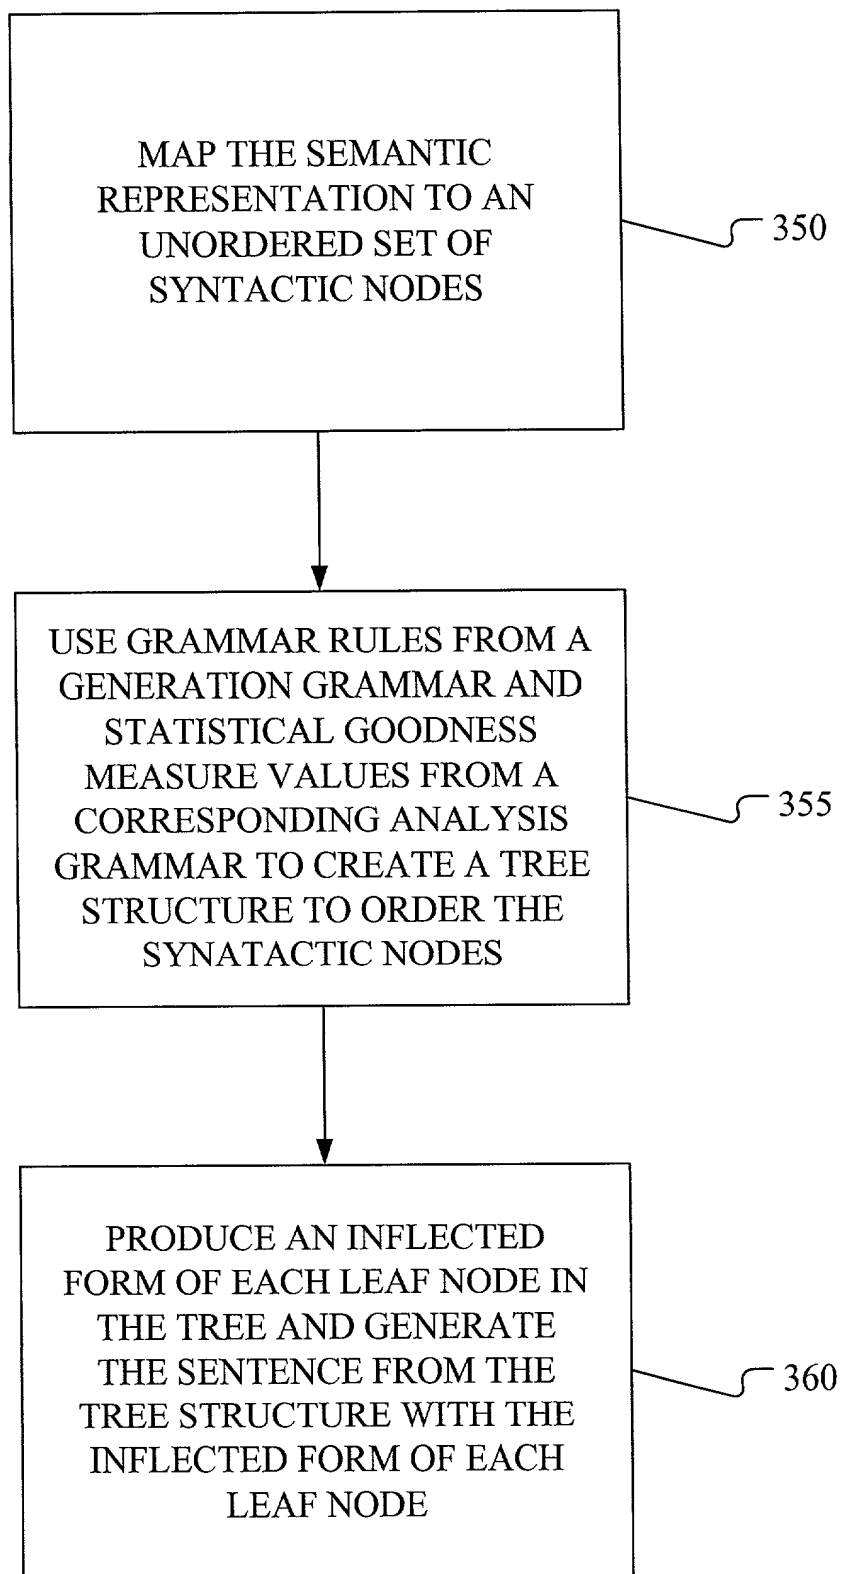 MAP THE SEMANTIC
REPRESENTATION TO AN
UNORDERED SET OF
SYNTACTIC NODES
350
USE GRAMMAR RULES FROM A
GENERATION GRAMMAR AND
STATISTICAL GOODNESS
MEASURE VALUES FROM A
CORRESPONDING ANALYSIS
GRAMMAR TO CREATE A TREE
STRUCTURE TO ORDER THE
SYNATACTIC NODES
355
PRODUCE AN INFLECTED
FORM OF EACH LEAF NODE IN
THE TREE AND GENERATE
THE SENTENCE FROM THE
TREE STRUCTURE WITH THE
INFLECTED FORM OF EACH
LEAF NODE
360